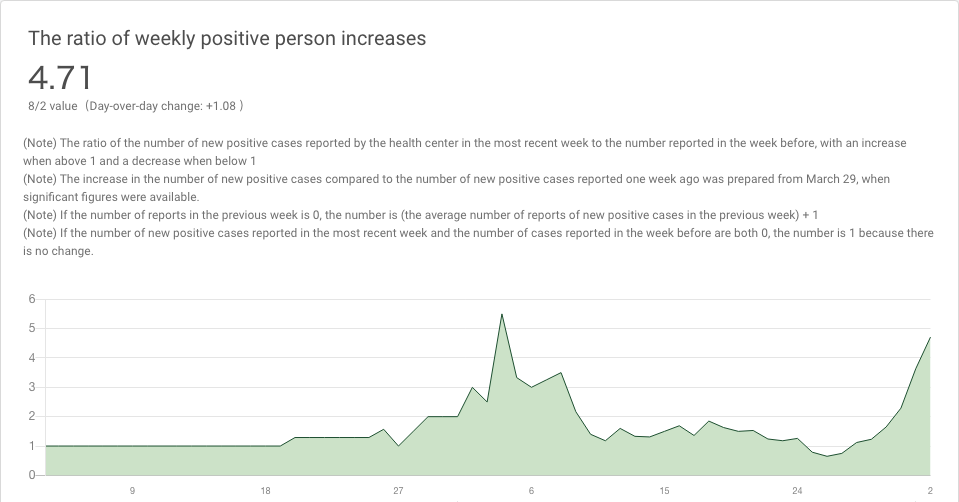 The ratio of weekly positive person increases
4.71
8/2 value （Day-over-day change: +1.08 ）
(Note) The ratio of the number of new positive cases reported by the health center in the most recent week to the number reported in the week before, with an increase
when above 1 and a decrease when below 1
(Note) The increase in the number of new positive cases compared to the number of new positive cases reported one week ago was prepared from March 29, when
significant figures were available.
(Note) If the number of reports in the previous week is 0, the number is (the average number of reports of new positive cases in the previous week) + 1
(Note) If the number of new positive cases reported in the most recent week and the number of cases reported in the week before are both 0, the number is 1 because there
is no change.
6
5
4
3
2
1
0
9 18 27 6 15 24 2